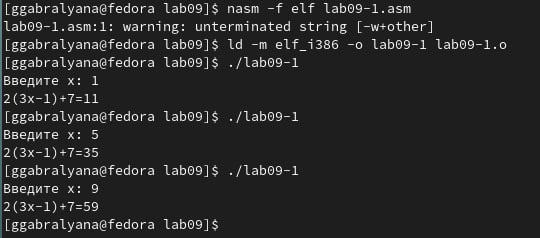 [ggabralyana@fedora lab09]$ nasm -f elf lab09-1.asm
lab09-1.asm:1: warning: unterminated string [-w+other]
[ggabralyana@fedora lab09]$ ld -m elf_i386 -o lab09-1 lab09-1.o
[ggabralyana@fedora lab09]$ ./lab09-1
Введите x: 1
2(3x-1)+7=11
[ggabralyana@fedora lab09]$ ./lab09-1
Введите x: 5
2(3x-1)+7=35
[ggabralyana@fedora lab09]$ ./lab09-1
Введите x: 9
2(3x-1)+7=59
[ggabralyana@fedora lab09]$